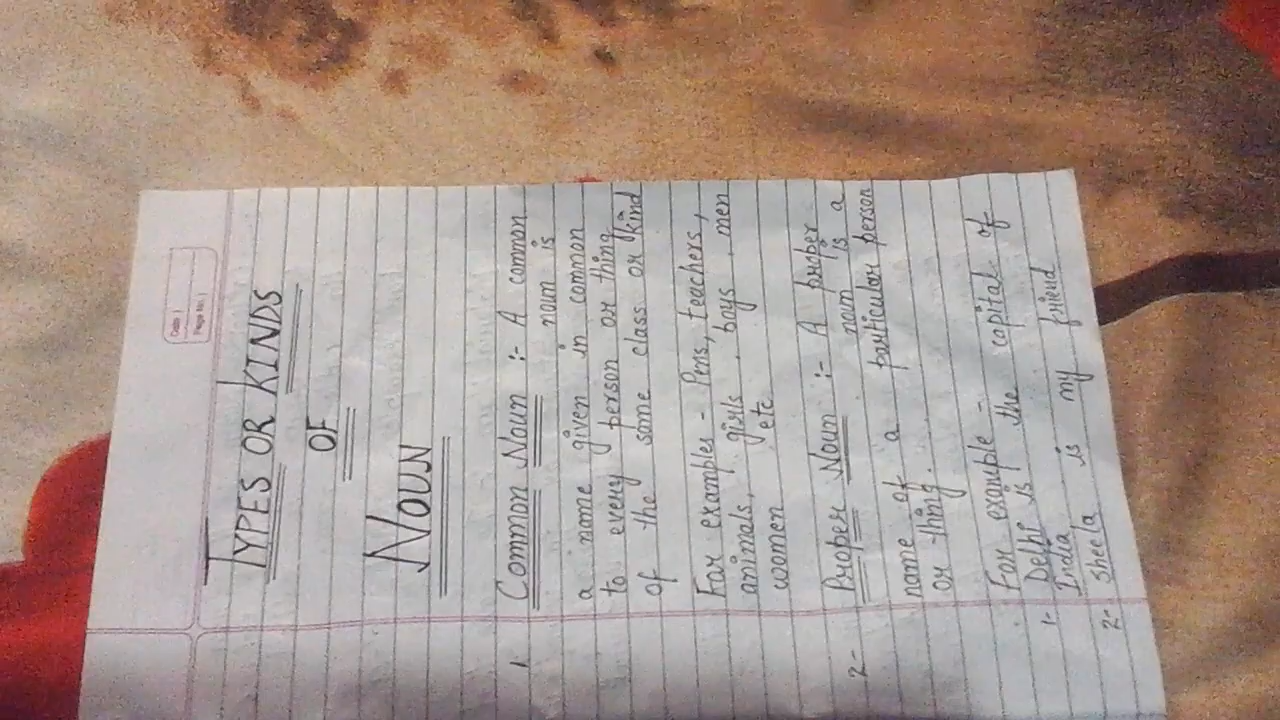 Date :
Page No. :
TYPES OR KINDS
OF
NOUN
1 Common Noun :- A common
noun is
a name given in common
to every person or thing
of the same class or kind
For examples - Pens, teachers,
animals, girls, boys, men
women etc
2- Proper Noun :- A proper
noun is a
name of a particular person
or thing.
For example -
1- Delhi is the capital of
India
2- Sheela is my friend